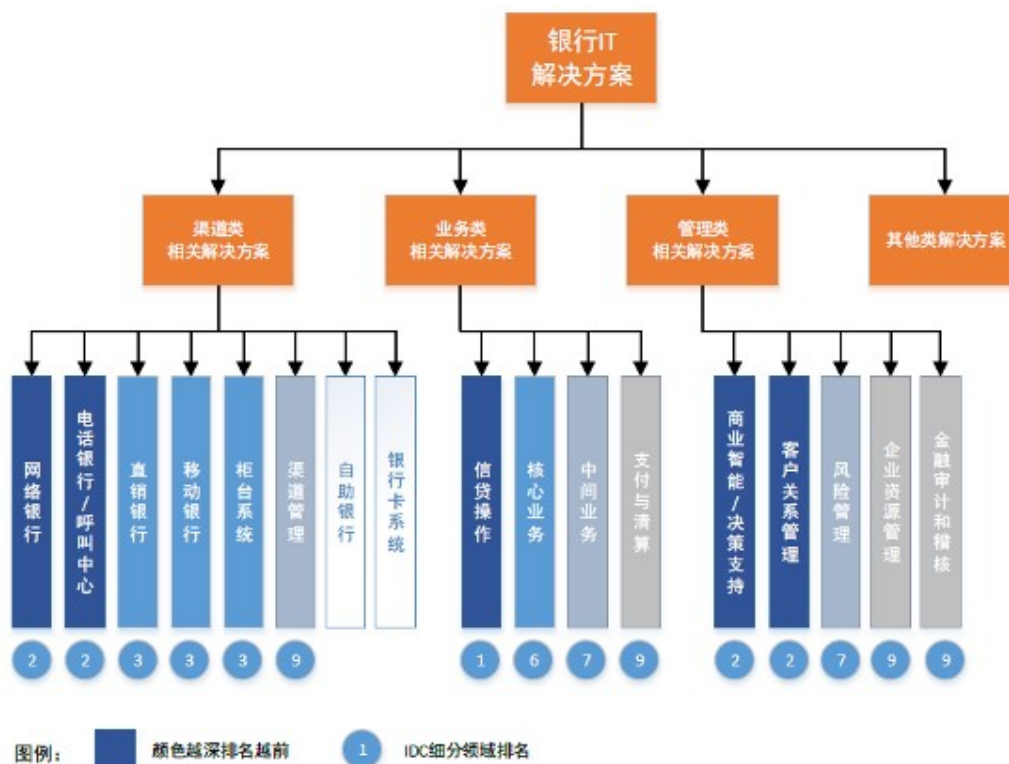 银行IT
解决方案
渠道类
相关解决方案
业务类
相关解决方案
管理类
相关解决方案
其他类解决方案
网络银行
电话银行/呼叫中心
直销银行
移动银行
柜台系统
渠道管理
自助银行
银行卡系统
信贷操作
核心业务
中间业务
支付与清算
商业智能/决策支持
客户关系管理
风险管理
企业资源管理
金融审计和稽核
2
2
3
3
3
9
1
6
7
9
2
2
7
9
9
图例：
颜色越深排名越前
1
IDC细分领域排名